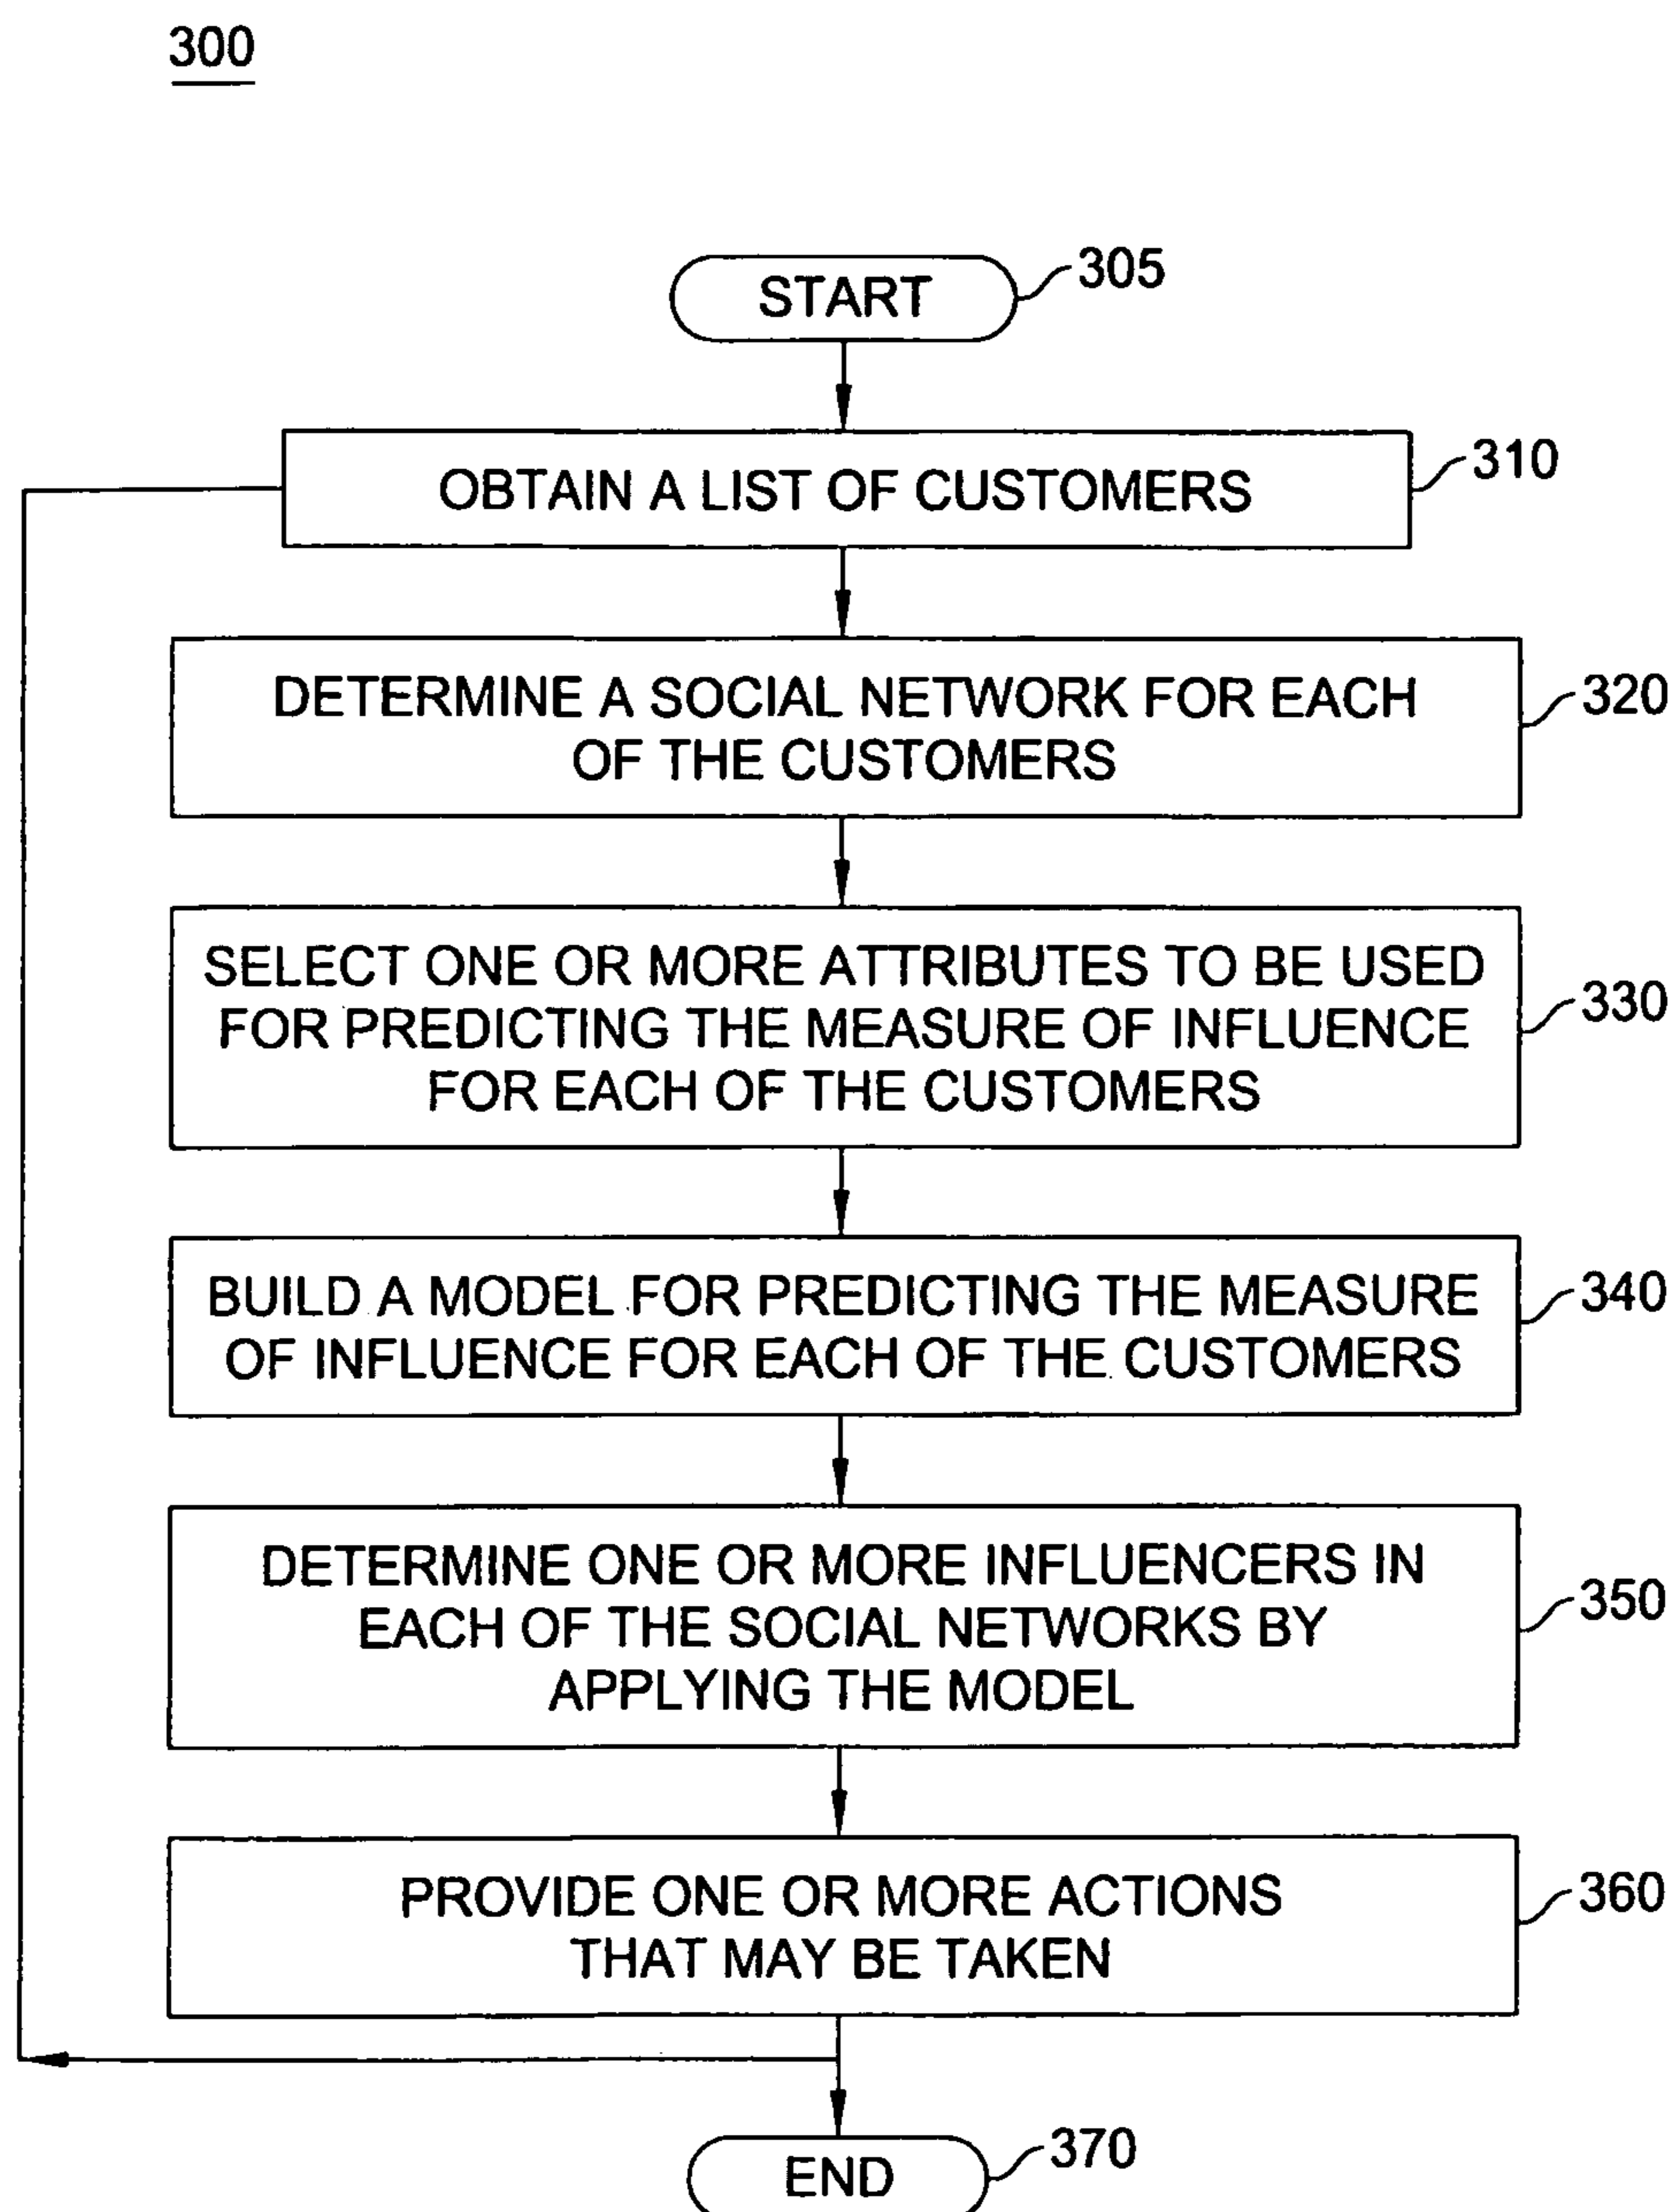 300
START
305
OBTAIN A LIST OF CUSTOMERS
310
DETERMINE A SOCIAL NETWORK FOR EACH
OF THE CUSTOMERS
320
SELECT ONE OR MORE ATTRIBUTES TO BE USED
FOR PREDICTING THE MEASURE OF INFLUENCE
FOR EACH OF THE CUSTOMERS
330
BUILD A MODEL FOR PREDICTING THE MEASURE
OF INFLUENCE FOR EACH OF THE CUSTOMERS
340
DETERMINE ONE OR MORE INFLUENCERS IN
EACH OF THE SOCIAL NETWORKS BY
APPLYING THE MODEL
350
PROVIDE ONE OR MORE ACTIONS
THAT MAY BE TAKEN
360
END
370